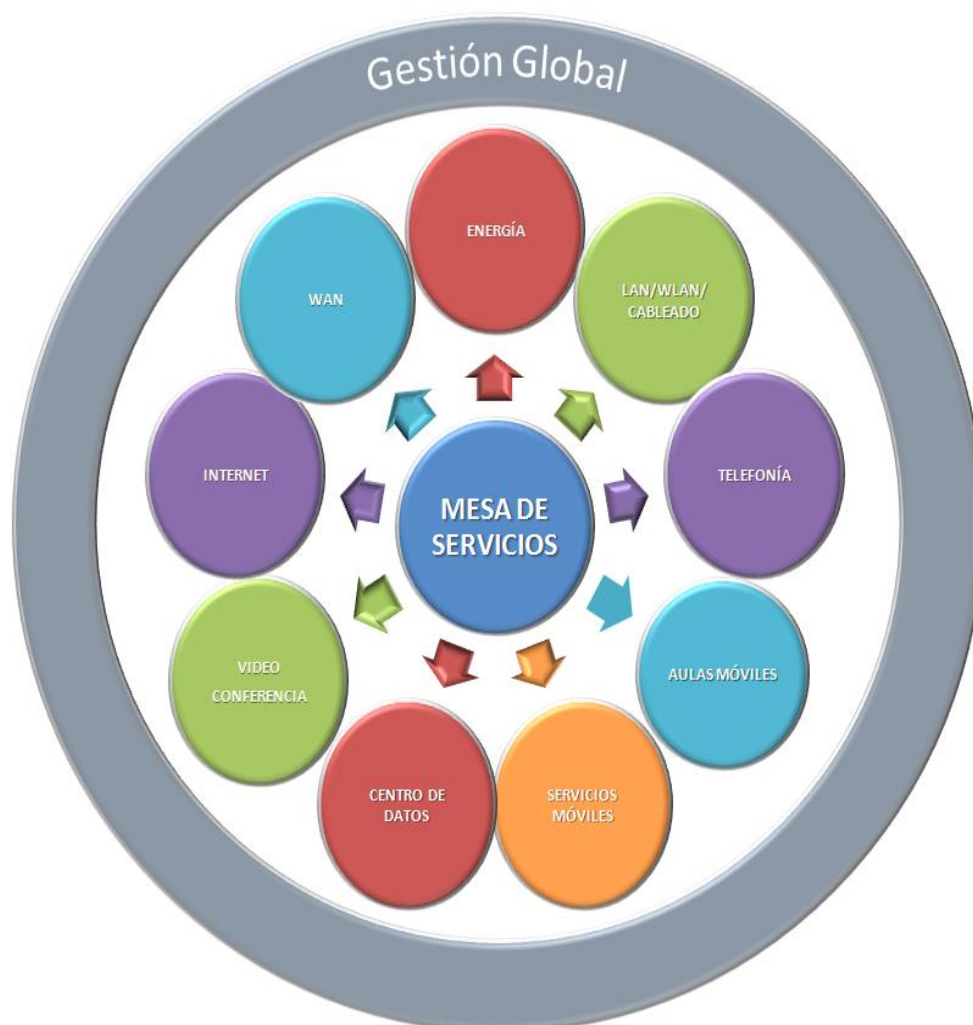 Gestión Global
ENERGÍA
WAN
LAN/WLAN/
CABLEADO
INTERNET
TELEFONÍA
MESA DE
SERVICIOS
VIDEO
CONFERENCIA
AULAS MÓVILES
CENTRO DE
DATOS
SERVICIOS
MÓVILES